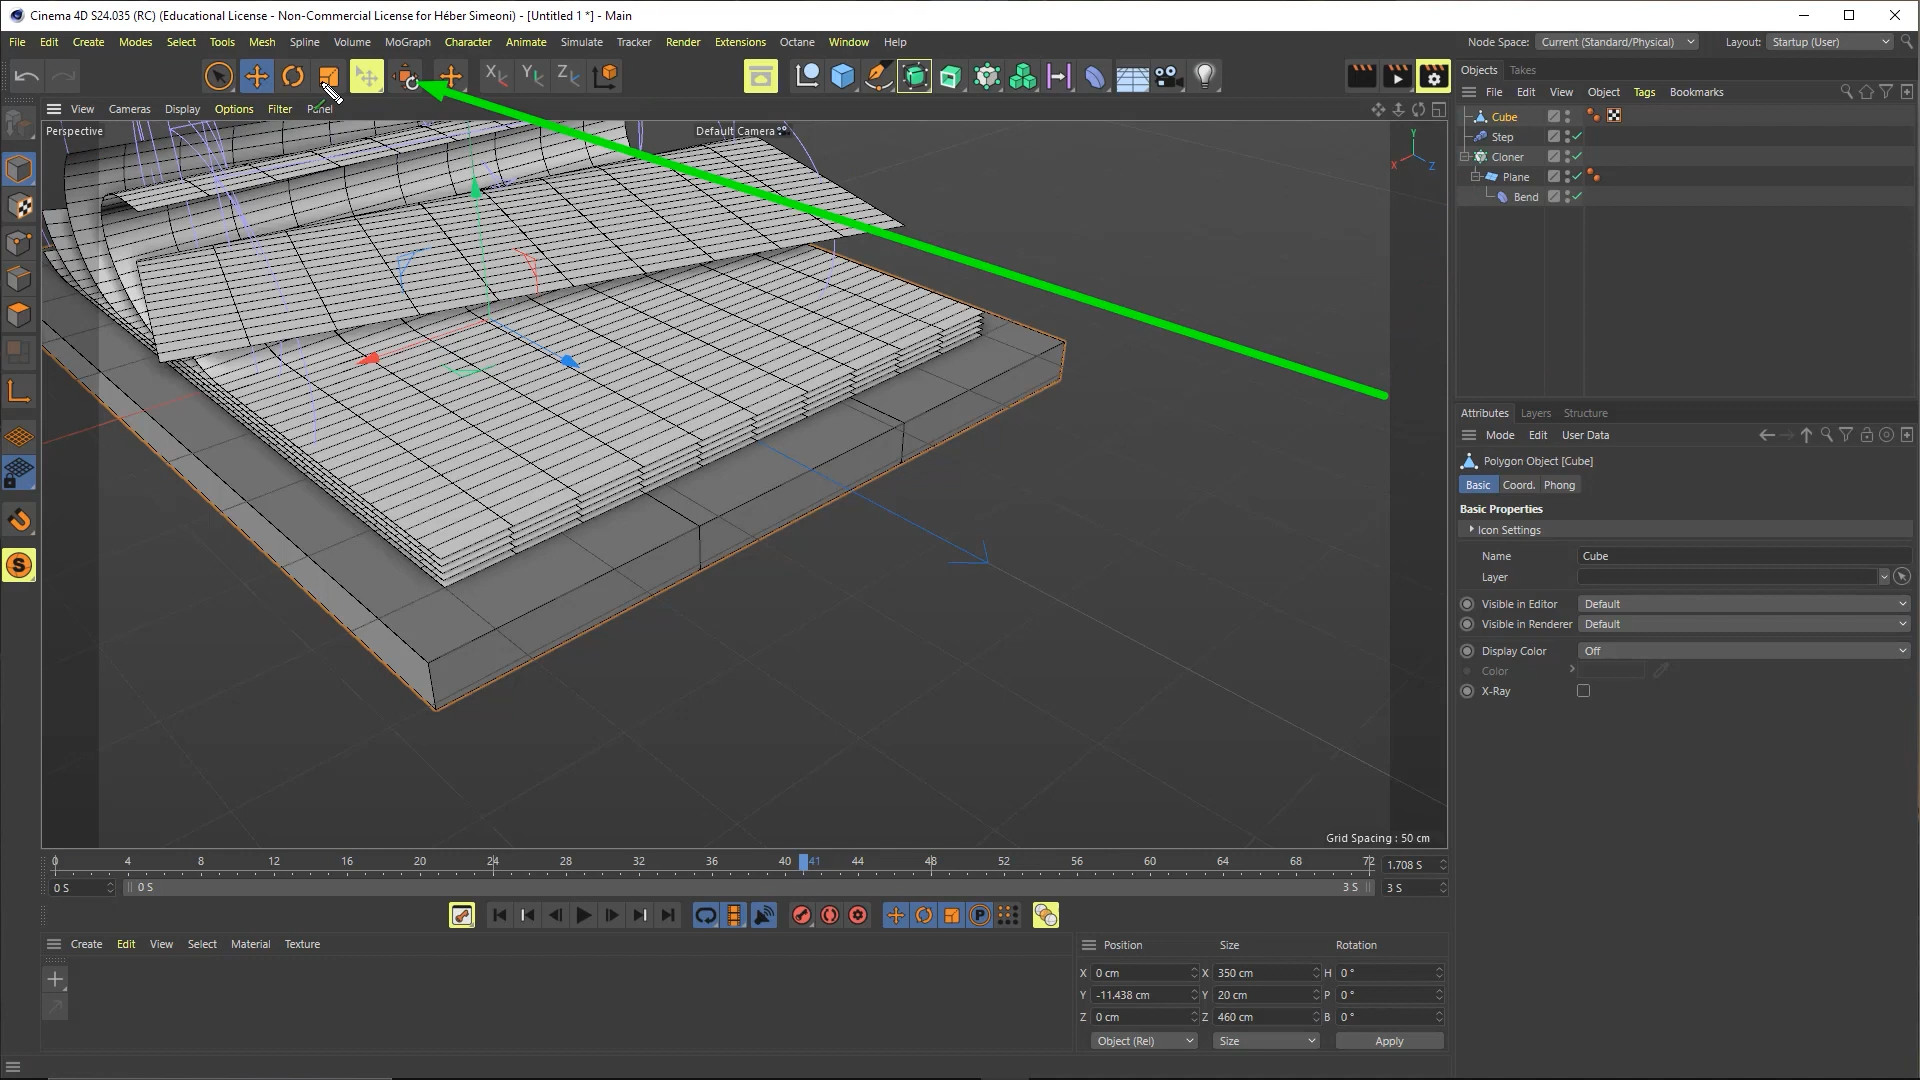 Cinema 4D S24.035 (RC) (Educational License - Non-Commercial License for Héber Simeoni) - [Untitled 1 *] - Main
File Edit Create Modes Select Tools Mesh Spline Volume MoGraph Character Animate Simulate Tracker Render Extensions Octane Window Help
Node Space: Current (Standard/Physical) Layout: Startup (User)
X Y Z
Objects Takes
File Edit View Object Tags Bookmarks
View Cameras Display Options Filter Panel
Perspective
Default Camera
Y
X
Z
Cube
Step
Cloner
Plane
Bend
Attributes Layers Structure
Mode Edit User Data
Polygon Object [Cube]
Basic Coord. Phong
Basic Properties
Icon Settings
Name Cube
Layer
Visible in Editor Default
Visible in Renderer Default
Display Color Off
Color
X-Ray
S
Grid Spacing : 50 cm
0 4 8 12 16 20 24 28 32 36 40 41 44 48 52 56 60 64 68 72
1.708 S
0 S 0 S 3 S 3 S
P
Create Edit View Select Material Texture
Position Size Rotation
X 0 cm X 350 cm H 0 °
Y -11.438 cm Y 20 cm P 0 °
Z 0 cm Z 460 cm B 0 °
Object (Rel) Size Apply